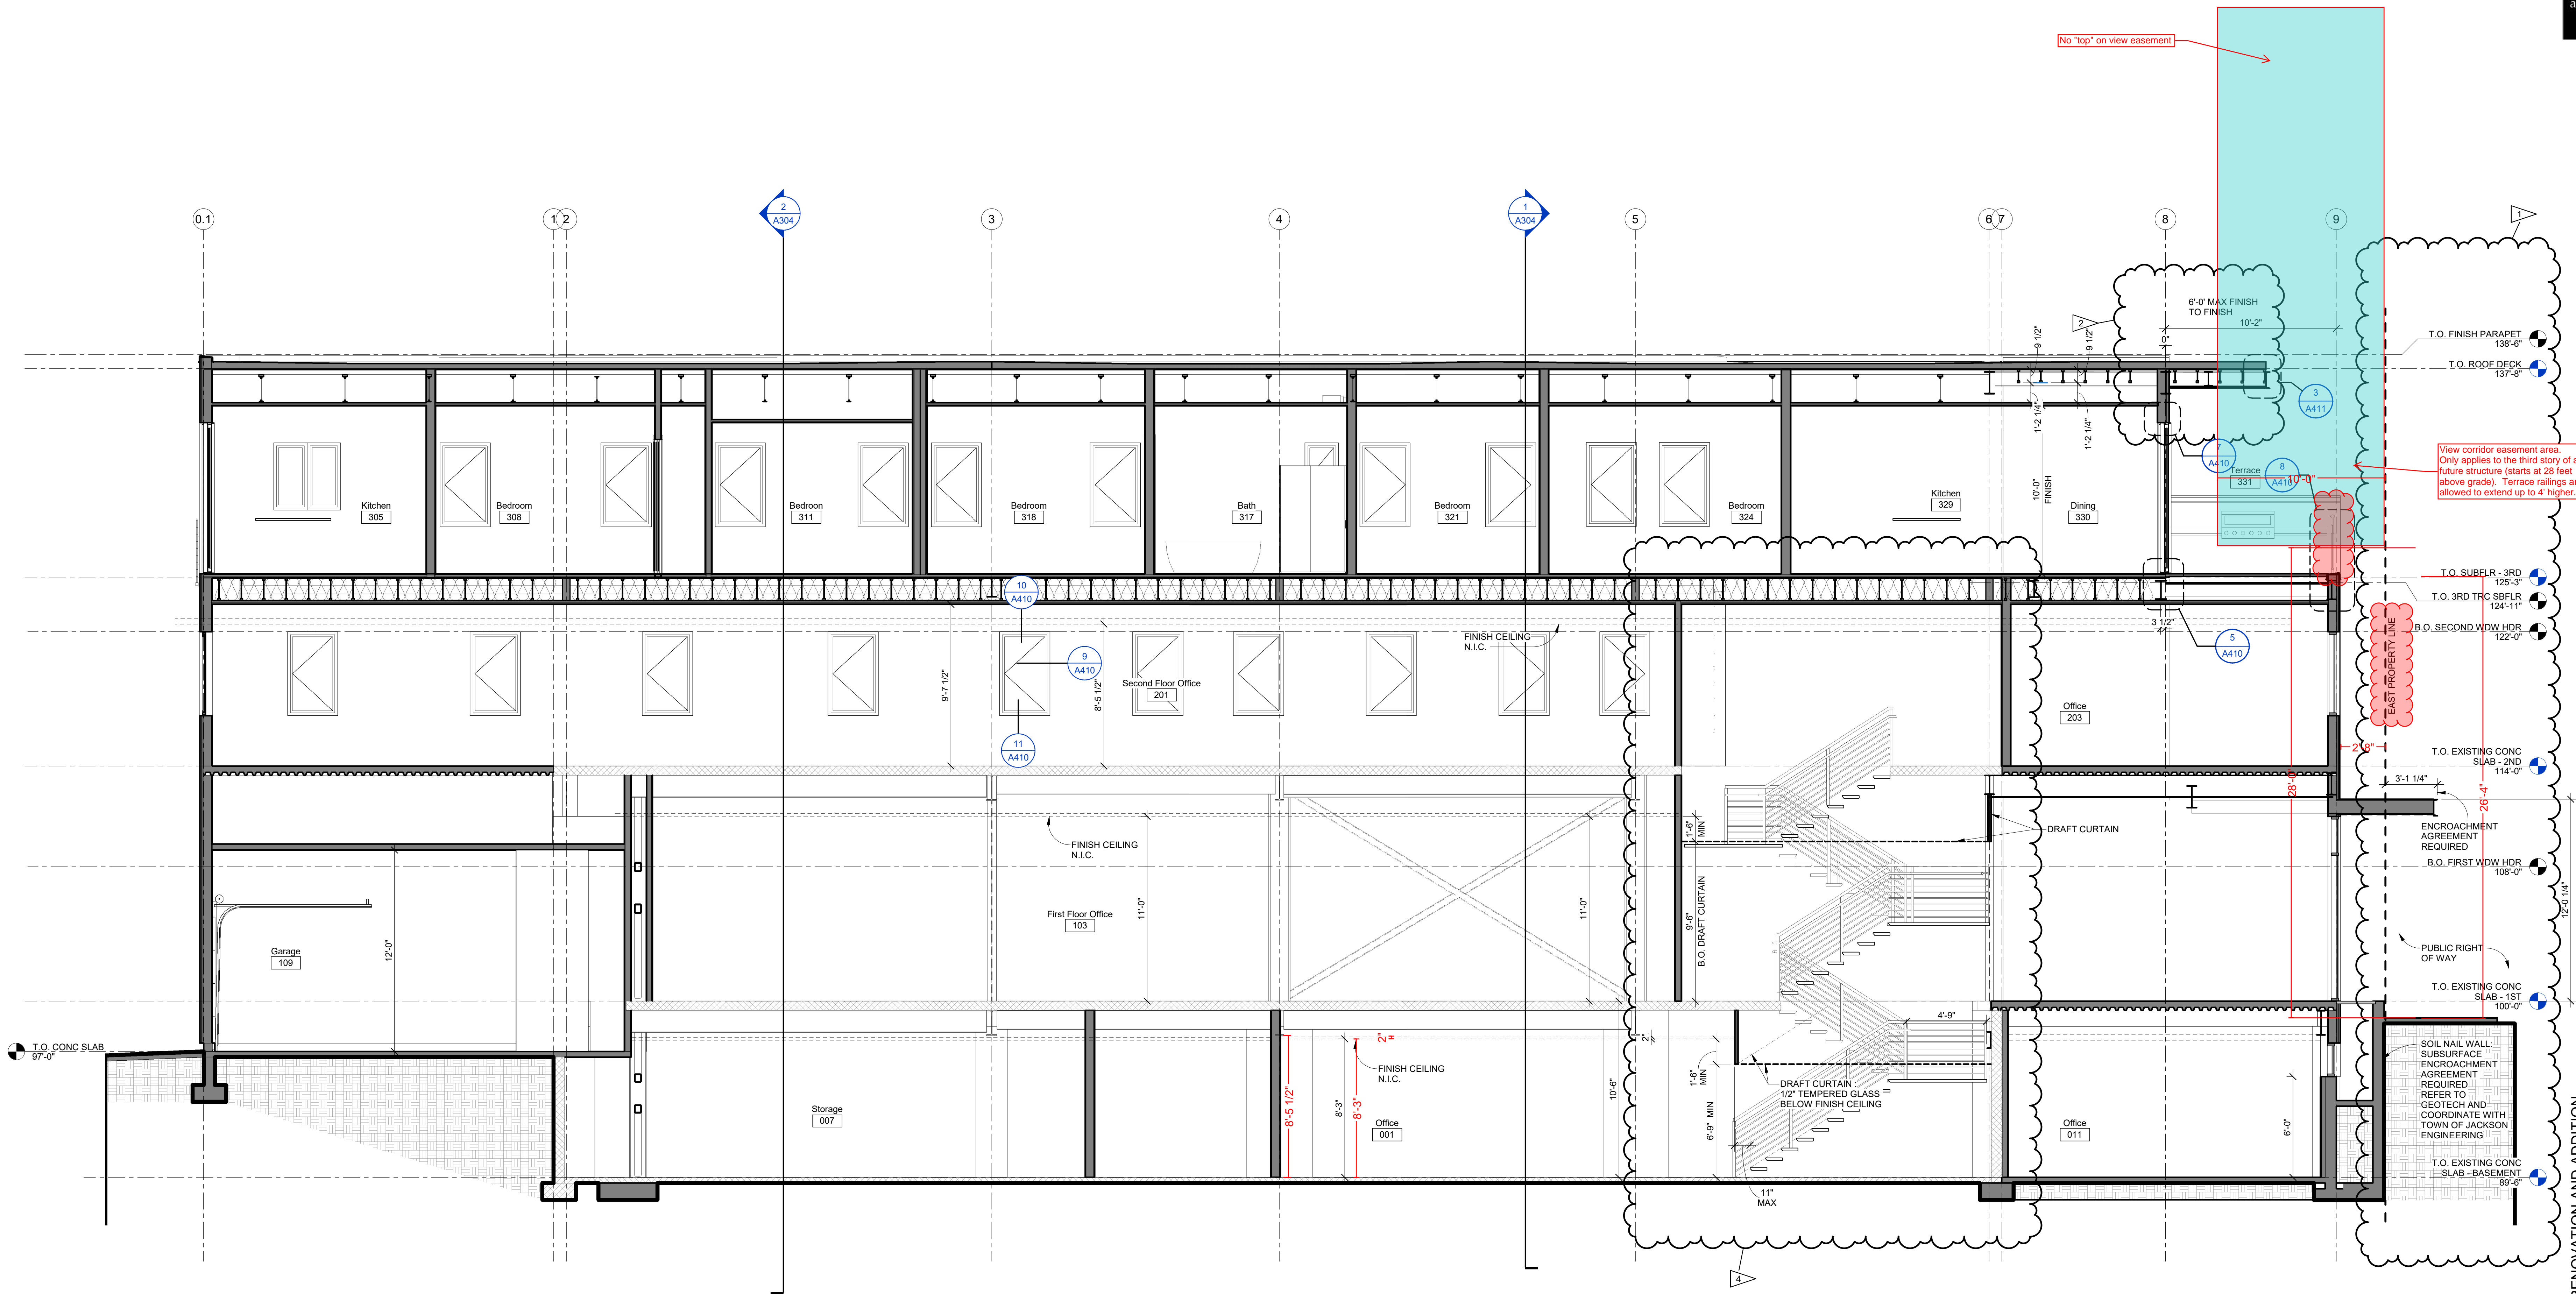 a
No "top" on view easement
0.1
1
2
2
A304
3
4
1
A304
5
6
7
8
9
1
6'-0' MAX FINISH
TO FINISH
10'-2"
2
0"
9 1/2"
9 1/2"
T.O. FINISH PARAPET
138'-6"
T.O. ROOF DECK
137'-8"
3
A411
1'-2 1/4"
1'-2 1/4"
7
A410
8
A410
Terrace
331
10'-0"
View corridor easement area.
Only applies to the third story of a
future structure (starts at 28 feet
above grade). Terrace railings a
allowed to extend up to 4' higher.
Kitchen
305
Bedroom
308
Bedroon
311
Bedroom
318
Bath
317
Bedroom
321
Bedroom
324
Kitchen
329
10'-0"
FINISH
Dining
330
T.O. SUBFLR - 3RD
125'-3"
T.O. 3RD TRC SBFLR
124'-11"
B.O. SECOND WDW HDR
122'-0"
10
A410
9
A410
11
A410
9'-7 1/2"
8'-5 1/2"
Second Floor Office
201
FINISH CEILING
N.I.C.
3 1/2"
5
A410
EAST PROPERTY LINE
Office
203
2'-8"
T.O. EXISTING CONC
SLAB - 2ND
114'-0"
3'-1 1/4"
28'-0"
26'-4"
ENCROACHMENT
AGREEMENT
REQUIRED
B.O. FIRST WDW HDR
108'-0"
12'-0 1/4"
FINISH CEILING
N.I.C.
1'-6"
MIN
DRAFT CURTAIN
9'-6"
B.O. DRAFT CURTAIN
11'-0"
11'-0"
First Floor Office
103
Garage
109
12'-0"
PUBLIC RIGHT
OF WAY
T.O. EXISTING CONC
SLAB - 1ST
100'-0"
T.O. CONC SLAB
97'-0"
4'-9"
2"
2"
FINISH CEILING
N.I.C.
1'-6"
MIN
DRAFT CURTAIN :
1/2" TEMPERED GLASS
BELOW FINISH CEILING
8'-5 1/2"
8'-3"
8'-3"
10'-6"
6'-9" MIN
Storage
007
Office
001
Office
011
6'-0"
SOIL NAIL WALL:
SUBSURFACE
ENCROACHMENT
AGREEMENT
REQUIRED
REFER TO
GEOTECH AND
COORDINATE WITH
TOWN OF JACKSON
ENGINEERING
T.O. EXISTING CONC
SLAB - BASEMENT
89'-6"
11"
MAX
4
RENOVATION AND ADDITION